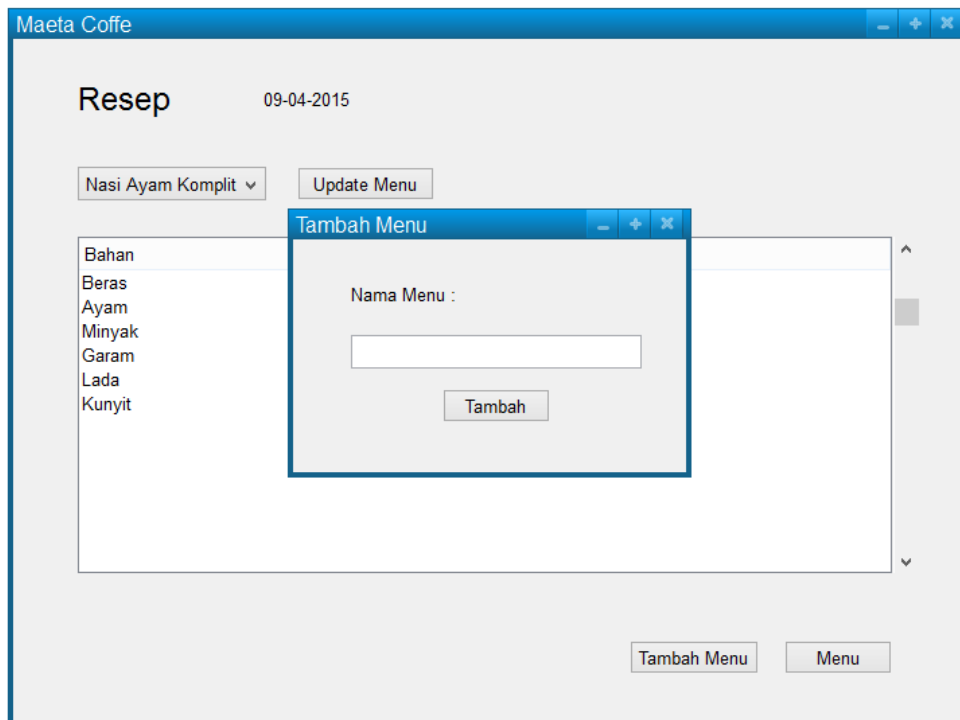 Maeta Coffe
Resep 09-04-2015
Nasi Ayam Komplit Update Menu
Tambah Menu
Bahan
Beras
Ayam
Minyak
Garam
Lada
Kunyit
Nama Menu :
Tambah
Tambah Menu Menu